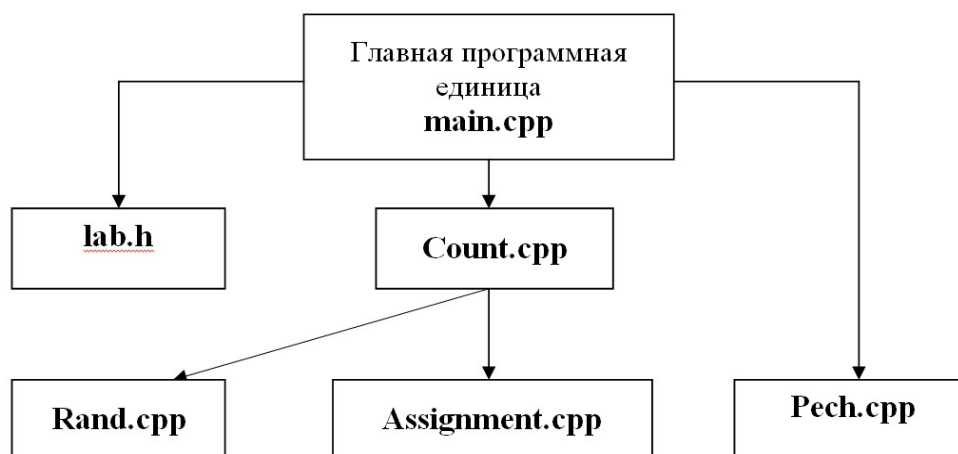 Главная программная
единица
main.cpp
lab.h
Count.cpp
Rand.cpp
Assignment.cpp
Pech.cpp